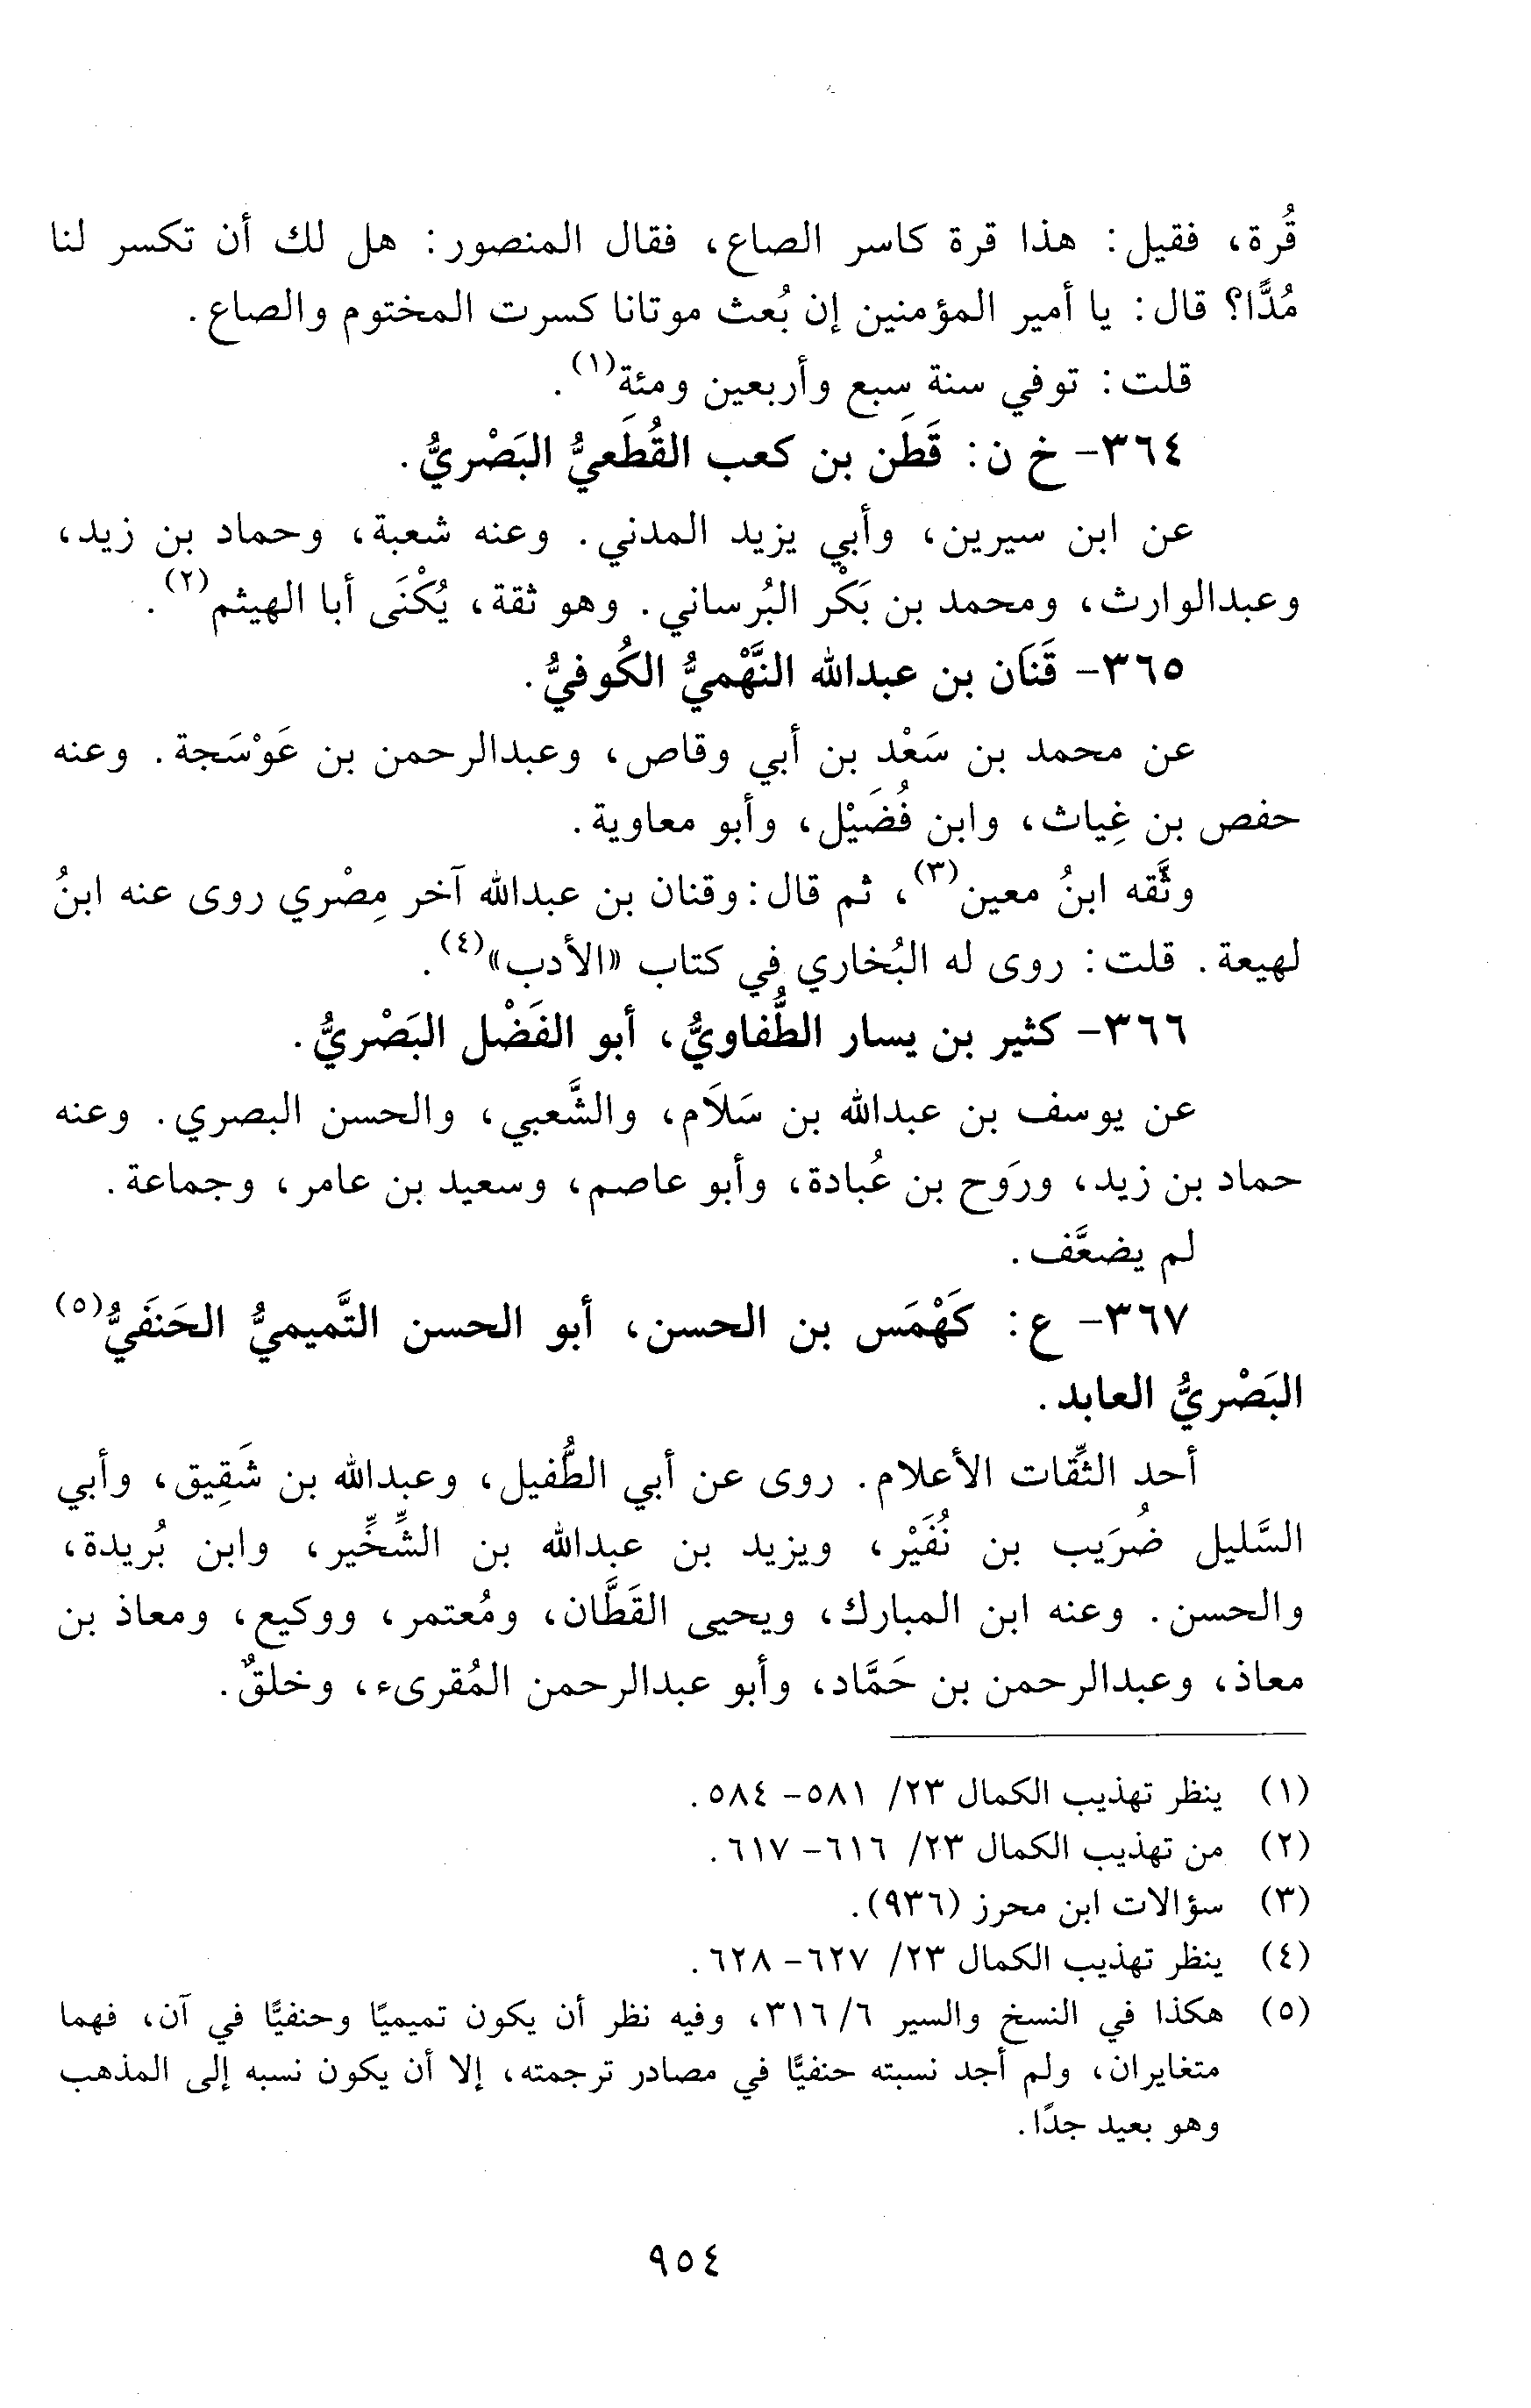 قُرة، فقيل: هذا قرة كاسر الصاع، فقال المنصور: هل لك أن تكسر لنا
مُدًّا؟ قال: يا أمير المؤمنين إن بُعث موتانا كسرت المختوم والصاع.
قلت: توفي سنة سبع وأربعين ومئة(١).
٣٦٤- خ ن: قَطَن بن كعب القُطَعيُّ البَصْريُّ.
عن ابن سيرين، وأبي يزيد المدني. وعنه شعبة، وحماد بن زيد،
وعبدالوارث، ومحمد بن بَكْر البُرساني. وهو ثقة، يُكْنَى أبا الهيثم(٢).
٣٦٥- قَنَان بن عبدالله النَّهْميُّ الكُوفيُّ.
عن محمد بن سَعْد بن أبي وقاص، وعبدالرحمن بن عَوْسَجة. وعنه
حفص بن غِياث، وابن فُضَيْل، وأبو معاوية.
وثَّقه ابنُ معين(٣)، ثم قال: وقنان بن عبدالله آخر مِصْري روى عنه ابنُ
لهيعة. قلت: روى له البُخاري في كتاب «الأدب»(٤).
٣٦٦- كثير بن يسار الطُّفاويُّ، أبو الفَضْل البَصْريُّ.
عن يوسف بن عبدالله بن سَلاَم، والشَّعبي، والحسن البصري. وعنه
حماد بن زيد، ورَوح بن عُبادة، وأبو عاصم، وسعيد بن عامر، وجماعة.
لم يضعَّف.
٣٦٧- ع: كَهْمَس بن الحسن، أبو الحسن التَّميميُّ الحَنَفيُّ(٥)
البَصْريُّ العابد.
أحد الثِّقات الأعلام. روى عن أبي الطُّفيل، وعبدالله بن شَقِيق، وأبي
السَّليل ضُرَيب بن نُفَيْر، ويزيد بن عبدالله بن الشِّخِّير، وابن بُريدة،
والحسن. وعنه ابن المبارك، ويحيى القَطَّان، ومُعتمر، ووكيع، ومعاذ بن
معاذ، وعبدالرحمن بن حَمَّاد، وأبو عبدالرحمن المُقرىء، وخلقٌ.
(١) ينظر تهذيب الكمال ٢٣/ ٥٨١- ٥٨٤.
(٢) من تهذيب الكمال ٢٣/ ٦١٦- ٦١٧.
(٣) سؤالات ابن محرز (٩٣٦).
(٤) ينظر تهذيب الكمال ٢٣/ ٦٢٧- ٦٢٨.
(٥) هكذا في النسخ والسير ٦/ ٣١٦، وفيه نظر أن يكون تميميًا وحنفيًّا في آن، فهما
متغايران، ولم أجد نسبته حنفيًّا في مصادر ترجمته، إلا أن يكون نسبه إلى المذهب
وهو بعيد جدًا.
٩٥٤